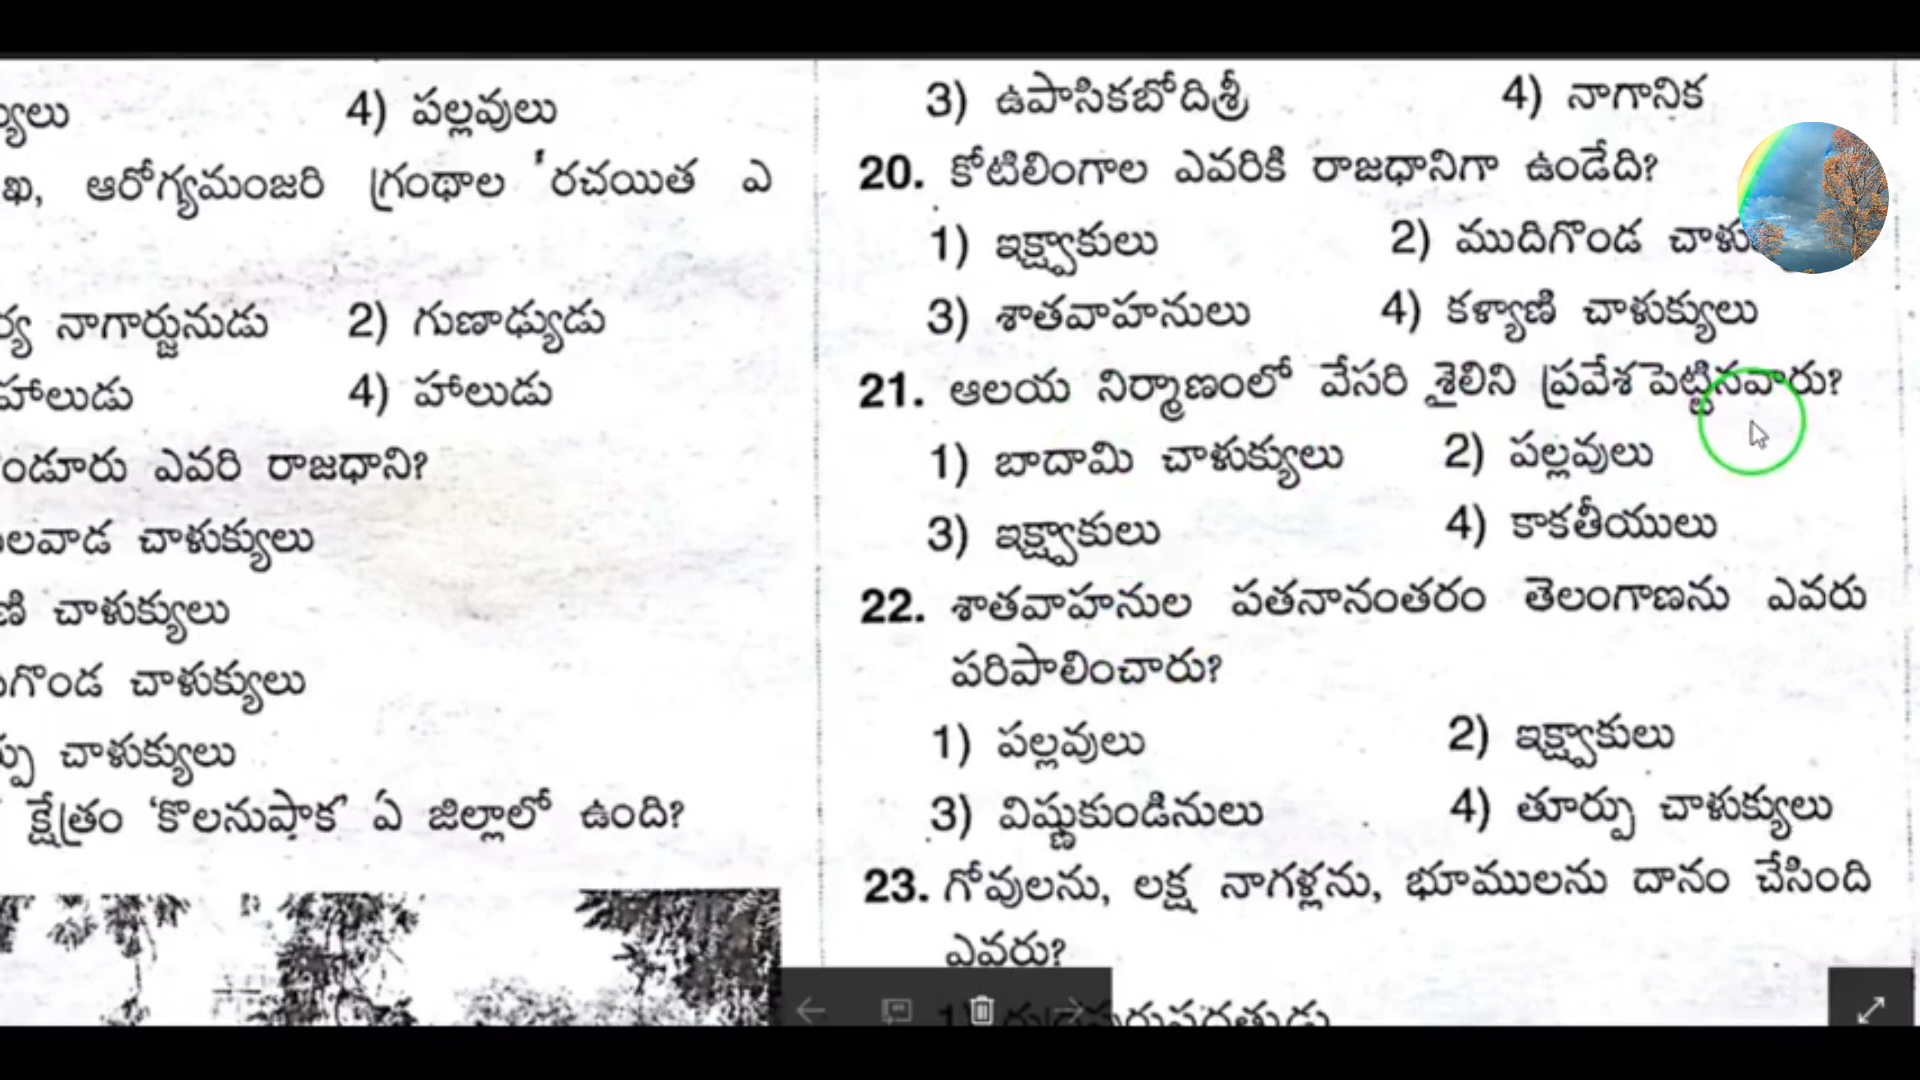 4) పల్లవులు
ఆరోగ్యమంజరి గ్రంథాల రచయిత ఎ
నాగార్జునుడు 2) గుణాఢ్యుడు
4) హాలుడు
ఎవరి రాజధాని?
చాళుక్యులు
చాళుక్యులు
చాళుక్యులు
చాళుక్యులు
క్షేత్రం 'కొలనుపాక' ఏ జిల్లాలో ఉంది?
3) ఉపాసికబోదిశ్రీ 4) నాగానిక
20. కోటిలింగాల ఎవరికి రాజధానిగా ఉండేది?
1) ఇక్ష్వాకులు 2) ముదిగొండ చాళు
3) శాతవాహనులు 4) కళ్యాణి చాళుక్యులు
21. ఆలయ నిర్మాణంలో వేసరి శైలిని ప్రవేశపెట్టినవారు?
1) బాదామి చాళుక్యులు 2) పల్లవులు
3) ఇక్ష్వాకులు 4) కాకతీయులు
22. శాతవాహనుల పతనానంతరం తెలంగాణను ఎవరు
పరిపాలించారు?
1) పల్లవులు 2) ఇక్ష్వాకులు
3) విష్ణుకుండినులు 4) తూర్పు చాళుక్యులు
23. గోవులను, లక్ష నాగళ్లను, భూములను దానం చేసింది
ఎవరు?